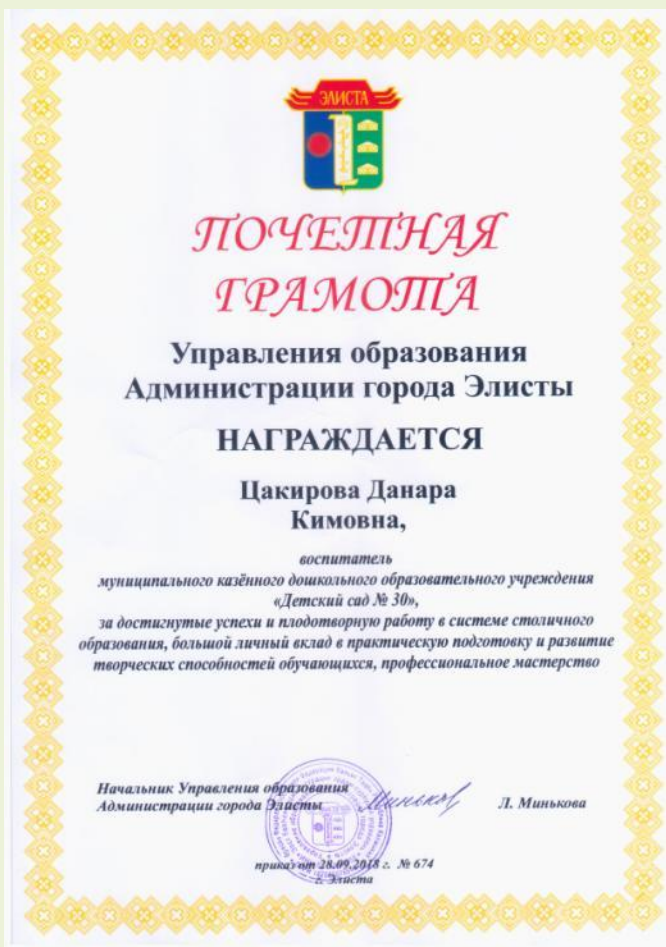 ЭЛИСТА
ПОЧЕТНАЯ
ГРАМОТА
Управления образования
Администрации города Элисты
НАГРАЖДАЕТСЯ
Цакирова Данара
Кимовна,
воспитатель
муниципального казённого дошкольного образовательного учреждения
«Детский сад № 30»,
за достигнутые успехи и плодотворную работу в системе столичного
образования, большой личный вклад в практическую подготовку и развитие
творческих способностей обучающихся, профессиональное мастерство
Начальник Управления образования
Администрации города Элисты
Л. Минькова
приказ от 28.09.2018 г. № 674
г. Элиста